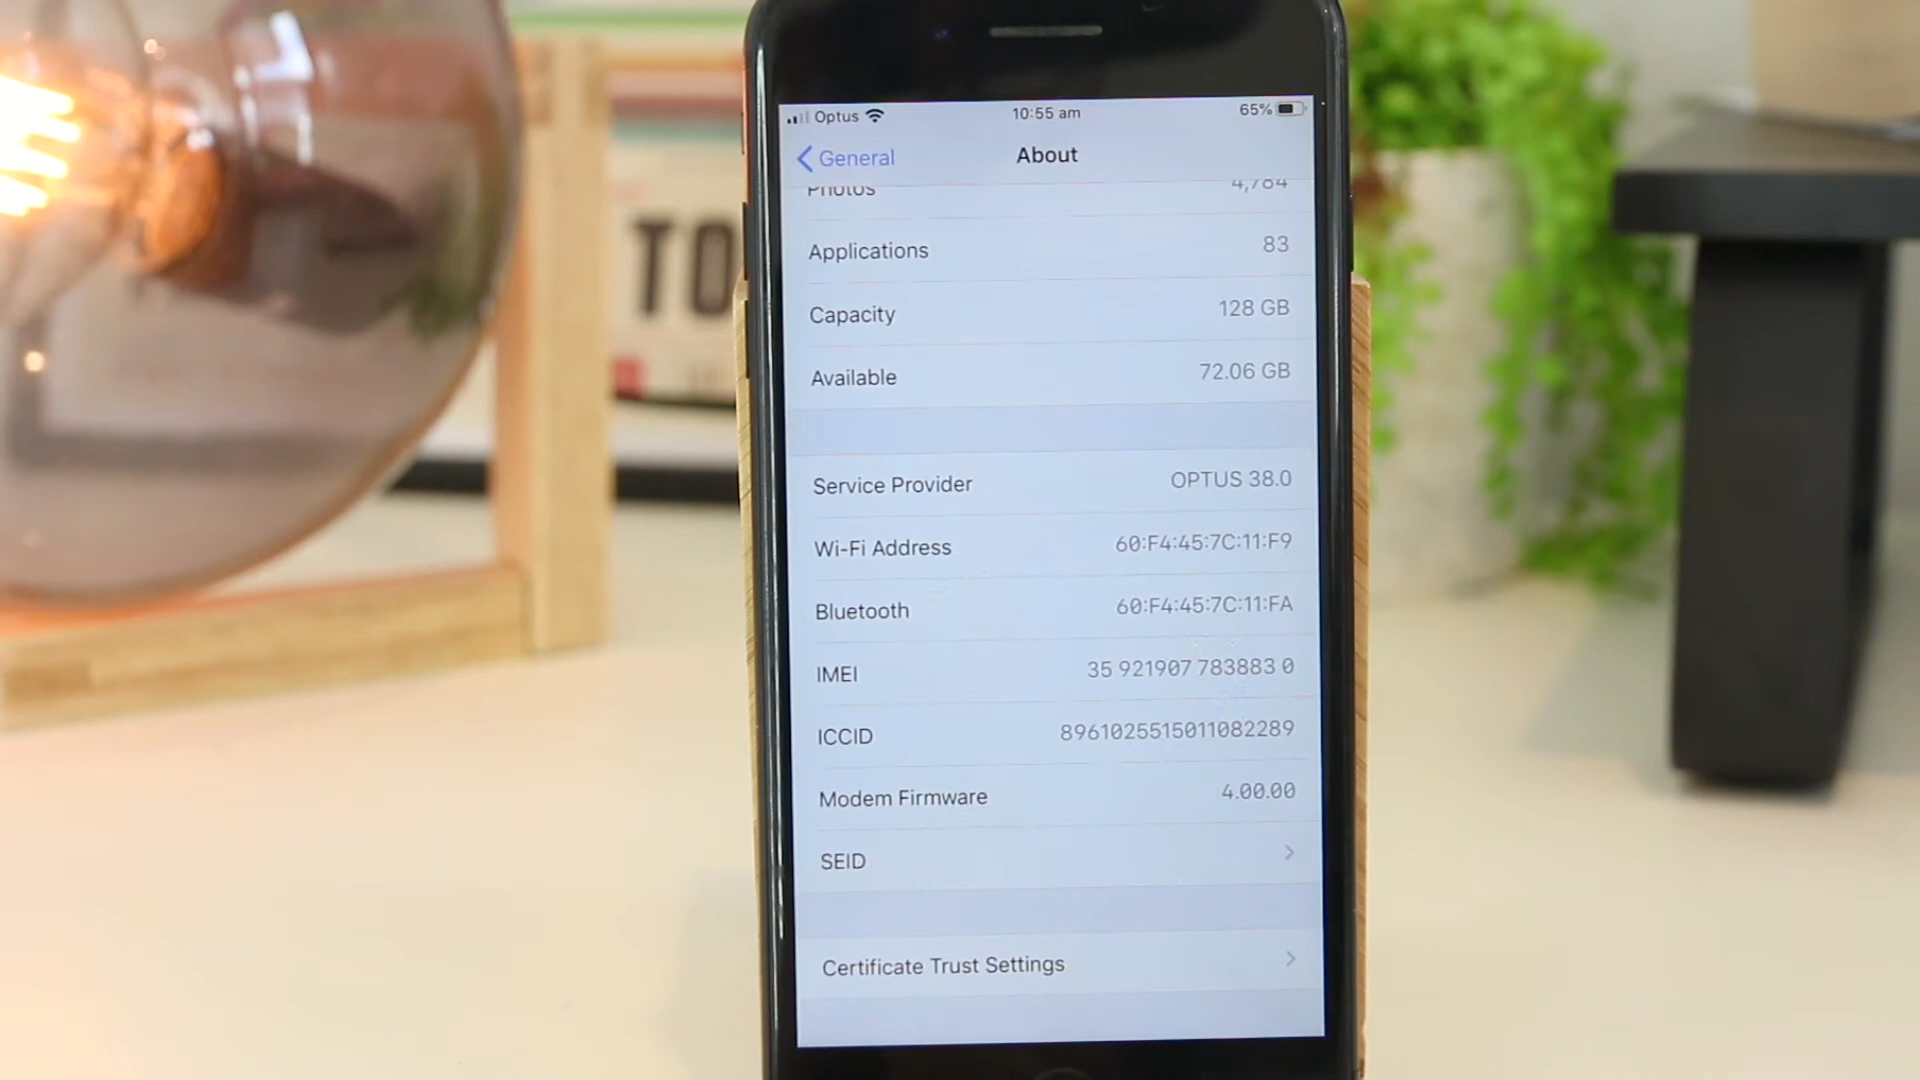 Optus 10:55 am 65%
General About
Photos 4,784
Applications 83
Capacity 128 GB
Available 72.06 GB
Service Provider OPTUS 38.0
Wi-Fi Address 60:F4:45:7C:11:F9
Bluetooth 60:F4:45:7C:11:FA
IMEI 35 921907 783883 0
ICCID 8961025515011082289
Modem Firmware 4.00.00
SEID
Certificate Trust Settings
TO